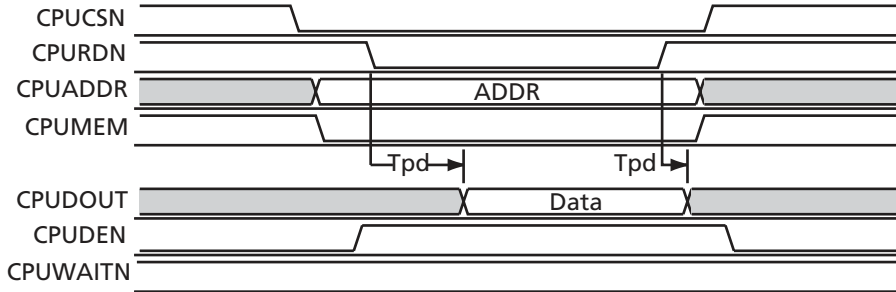 CPUCSN
CPURDN
CPUADDR ADDR
CPUMEM
Tpd Tpd
CPUDOUT Data
CPUDEN
CPUWAITN